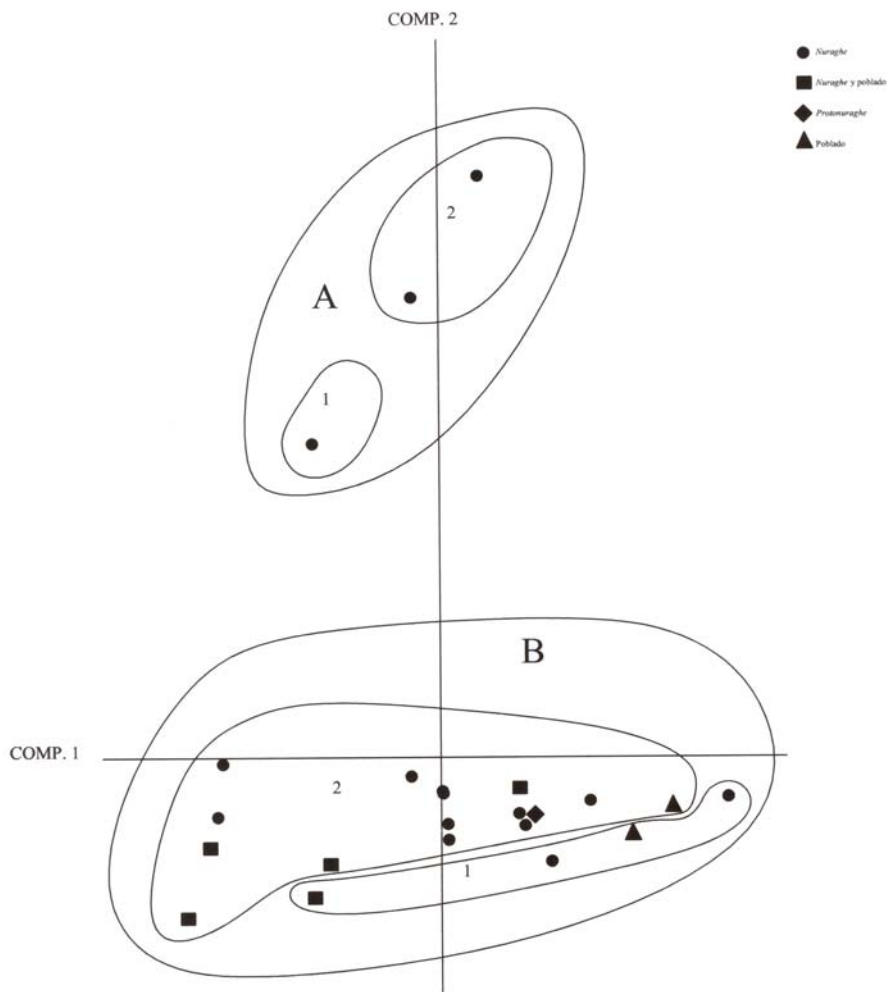 COMP. 2
Nuraghe
Nuraghe y poblado
Protonuraghe
Poblado
2
A
1
B
COMP. 1
2
1